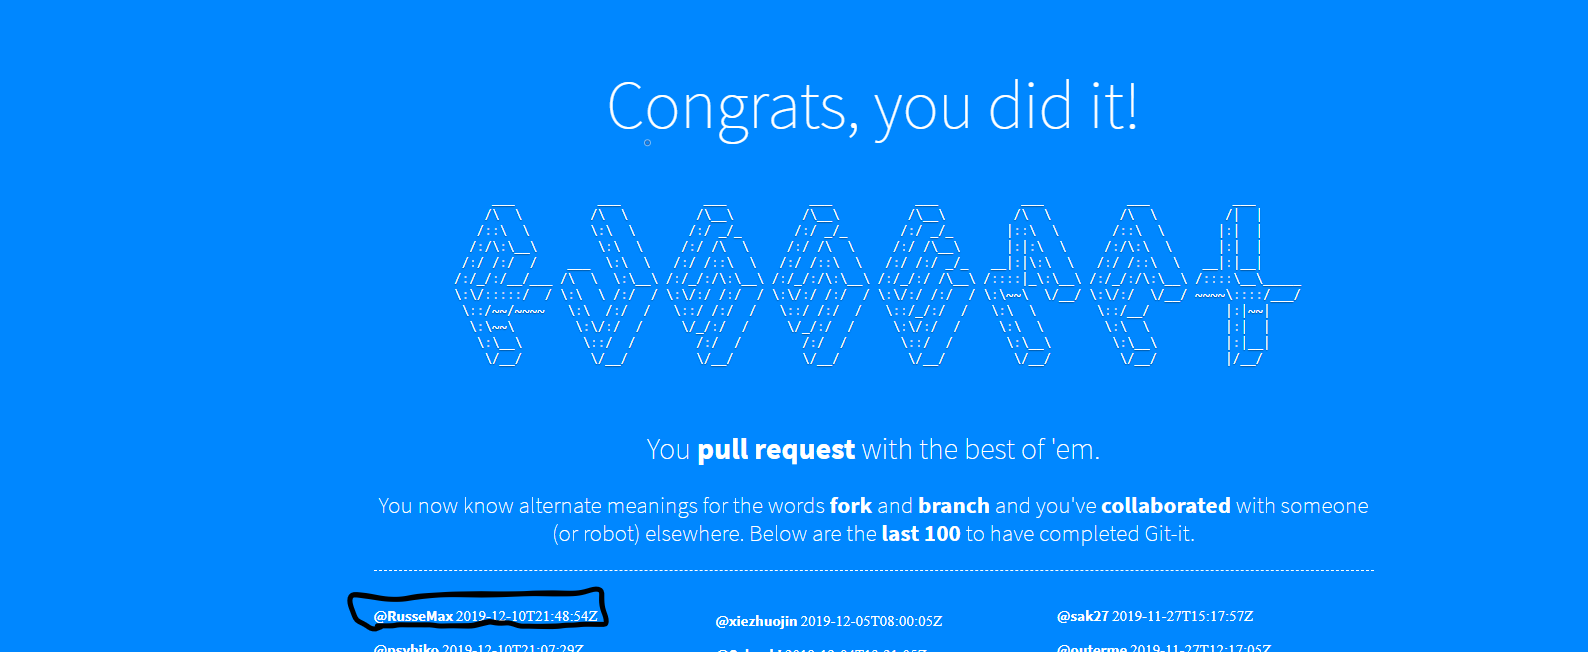 Congrats, you did it!
You pull request with the best of 'em.
You now know alternate meanings for the words fork and branch and you've collaborated with someone
(or robot) elsewhere. Below are the last 100 to have completed Git-it.
@RusseMax 2019-12-10T21:48:54Z
@xiezhuojin 2019-12-05T08:00:05Z
@sak27 2019-11-27T15:17:57Z
@psyhiko 2019-12-10T21:07:29Z
@outerme 2019-11-27T12:17:05Z